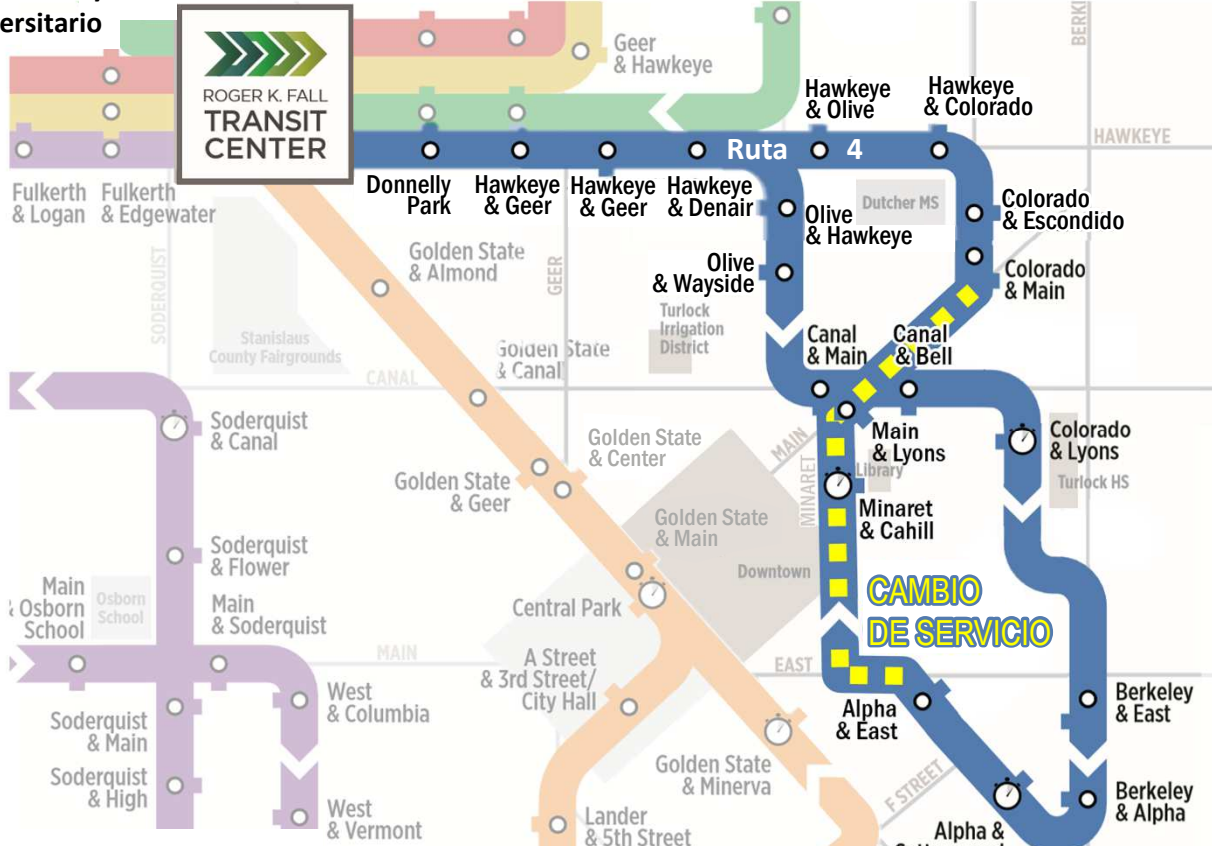 ersitario
ROGER K. FALL
TRANSIT
CENTER
Geer
& Hawkeye
Hawkeye
& Olive
Hawkeye
& Colorado
HAWKEYE
Ruta 4
Fulkerth
& Logan
Fulkerth
& Edgewater
Donnelly
Park
Hawkeye
& Geer
Hawkeye
& Geer
Hawkeye
& Denair
Olive
& Hawkeye
Dutcher MS
Colorado
& Escondido
Olive
& Wayside
Colorado
& Main
SODERQUIST
GEER
Golden State
& Almond
Turlock
Irrigation
District
Stanislaus
County Fairgrounds
Golden State
& Canal
CANAL
Canal
& Main
Canal
& Bell
Soderquist
& Canal
Golden State
& Center
MAIN
Main
& Lyons
Colorado
& Lyons
Golden State
& Geer
MINARET
Library
Turlock HS
Minaret
& Cahill
Golden State
& Main
Soderquist
& Flower
Downtown
CAMBIO
DE SERVICIO
Main
& Osborn
School
Osborn
School
Main
& Soderquist
Central Park
MAIN
A Street
& 3rd Street/
City Hall
EAST
West
& Columbia
Alpha
& East
Berkeley
& East
Soderquist
& Main
Soderquist
& High
Golden State
& Minerva
F STREET
Berkeley
& Alpha
West
& Vermont
Lander
& 5th Street
Alpha &